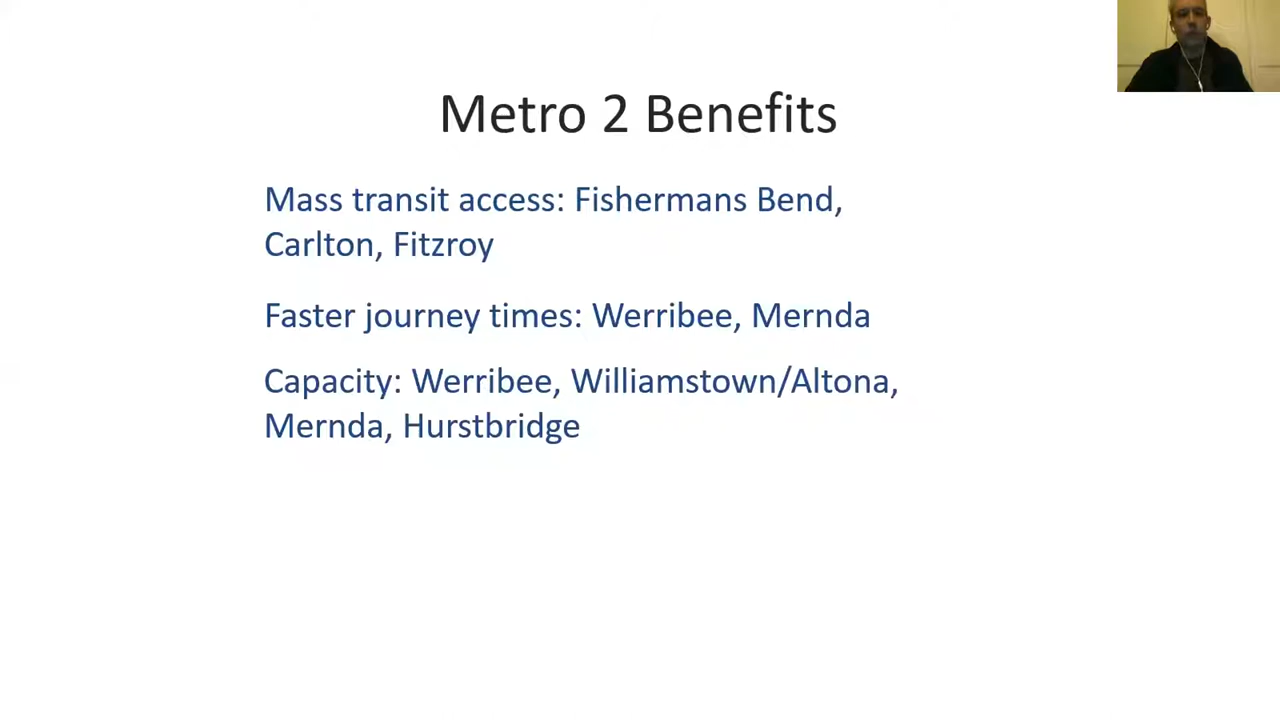 Metro 2 Benefits
Mass transit access: Fishermans Bend,
Carlton, Fitzroy
Faster journey times: Werribee, Mernda
Capacity: Werribee, Williamstown/Altona,
Mernda, Hurstbridge